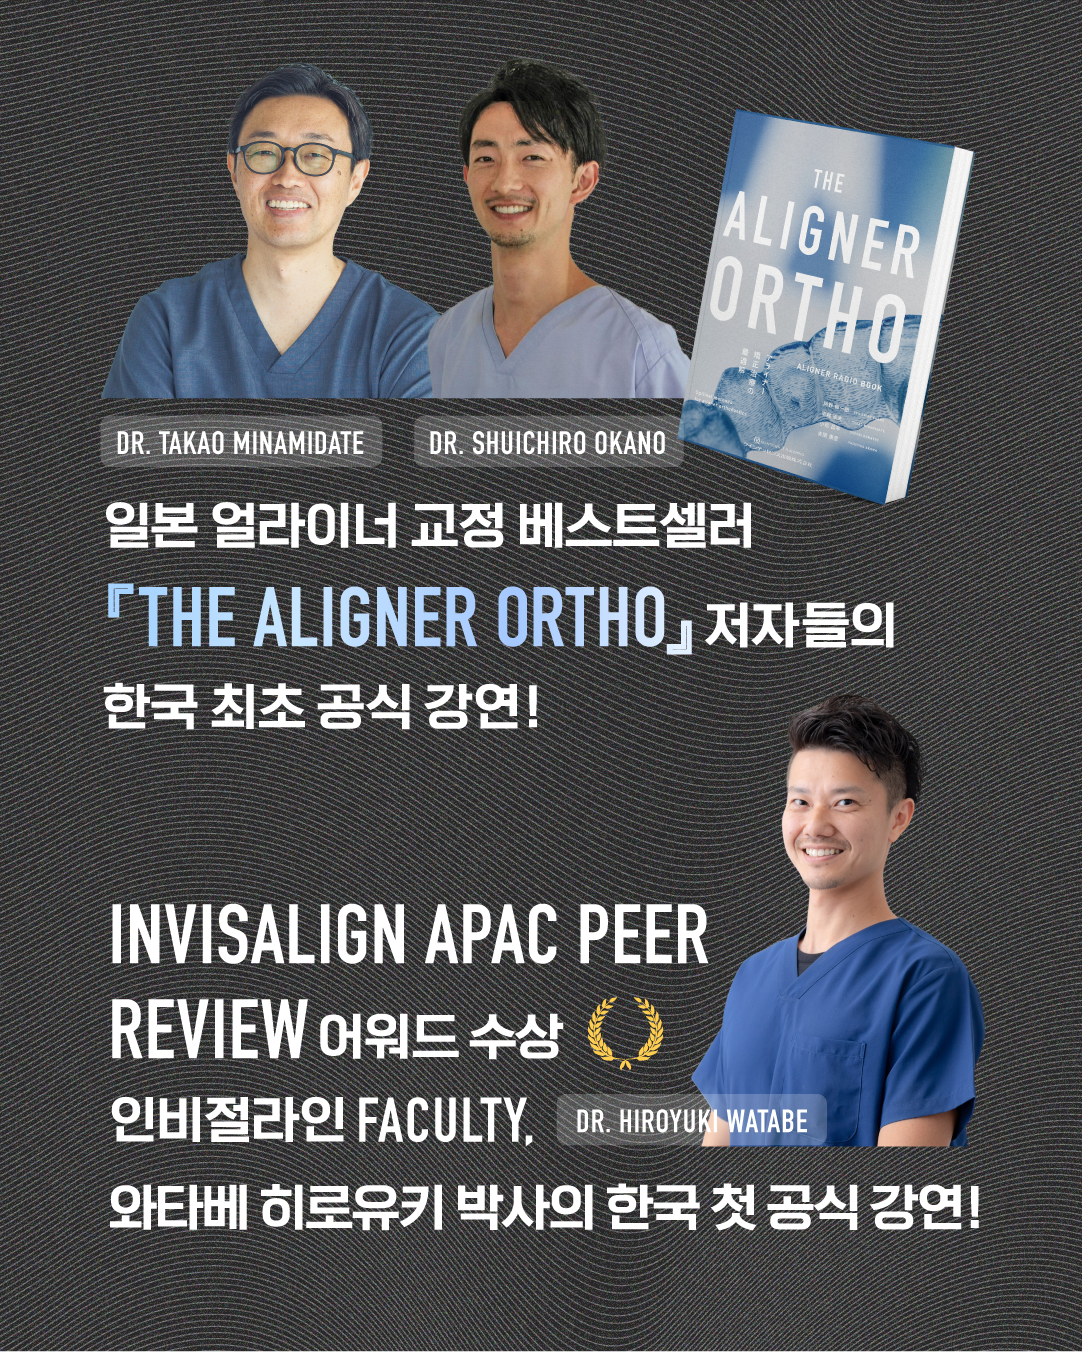 THE
ALIGNER
ORTHO
ALIGNER RADIO BOOK
DR. TAKAO MINAMIDATE
DR. SHUICHIRO OKANO
일본 얼라이너 교정 베스트셀러
『THE ALIGNER ORTHO』 저자들의
한국 최초 공식 강연!
INVISALIGN APAC PEER
REVIEW 어워드 수상
인비절라인 FACULTY,
DR. HIROYUKI WATABE
와타베 히로유키 박사의 한국 첫 공식 강연!